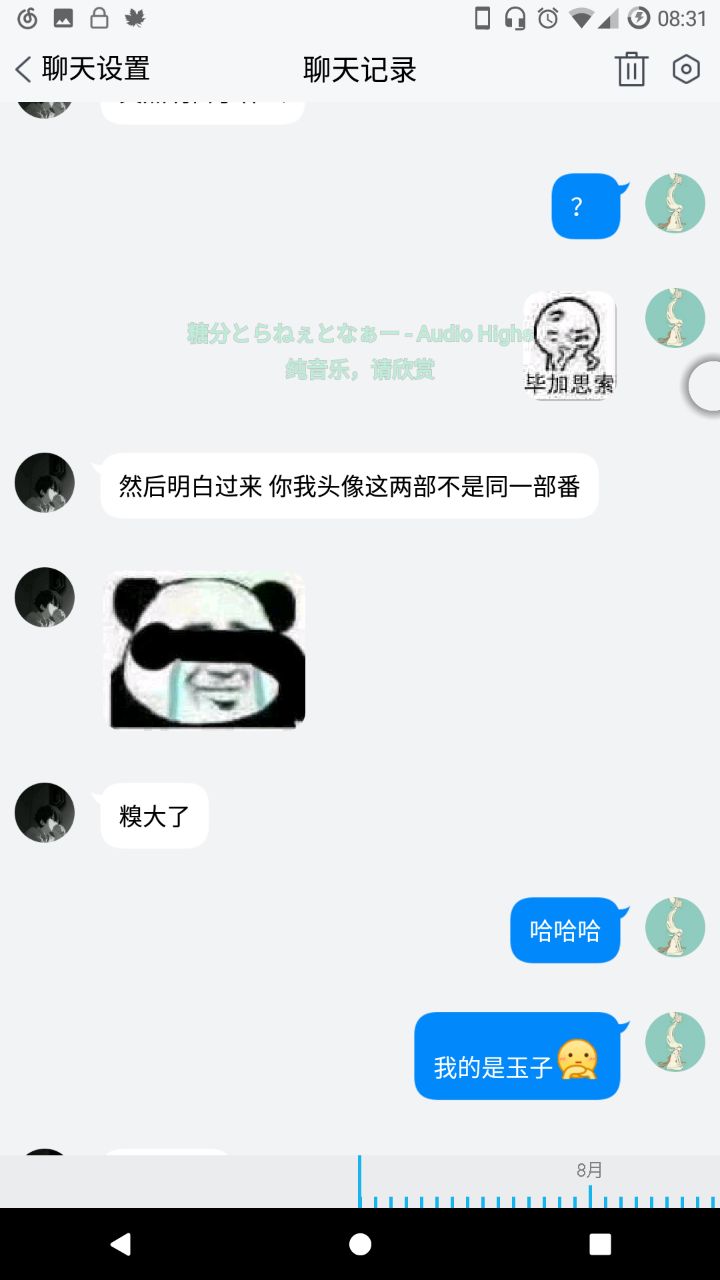 08:31
聊天设置
聊天记录
?
糖分とらねぇとなぁー - Audio Highs
纯音乐，请欣赏
毕加思索
然后明白过来 你我头像这两部不是同一部番
糗大了
哈哈哈
我的是玉子
8月